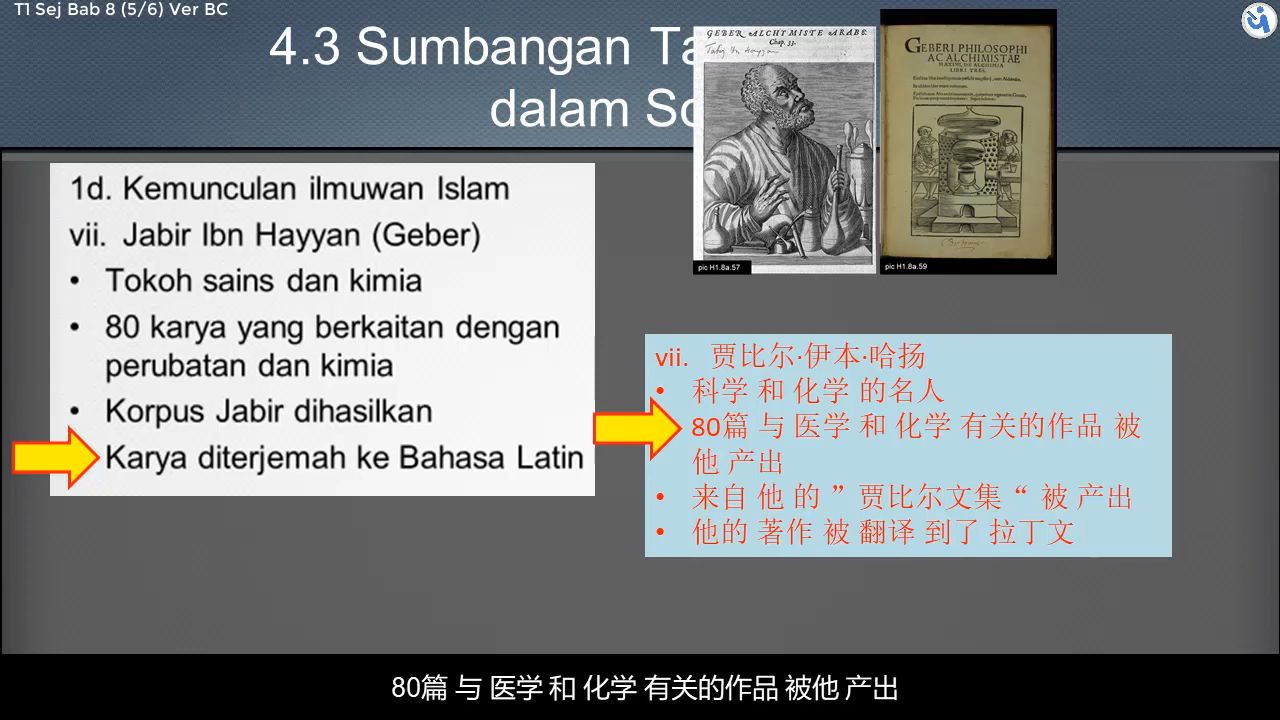 T1 Sej Bab 8 (5/6) Ver BC
4.3 Sumbangan Ta
dalam So
GEBER ALCHYMISTE ARABE.
Chap. 33.
pic H1.8a.57
GEBERI PHILOSOPHI
AC ALCHIMISTAE
MAXIMI, DE ALCHIMIA
LIBRI TRES.
pic H1.8a.59
1d. Kemunculan ilmuwan Islam
vii. Jabir Ibn Hayyan (Geber)
• Tokoh sains dan kimia
• 80 karya yang berkaitan dengan
perubatan dan kimia
• Korpus Jabir dihasilkan
Karya diterjemah ke Bahasa Latin
vii. 贾比尔·伊本·哈扬
• 科学 和 化学 的名人
80篇 与 医学 和 化学 有关的作品 被
他 产出
• 来自 他 的 ” 贾比尔文集 “ 被 产出
• 他的 著作 被 翻译 到了 拉丁文
80篇 与 医学 和 化学 有关的作品 被他 产出